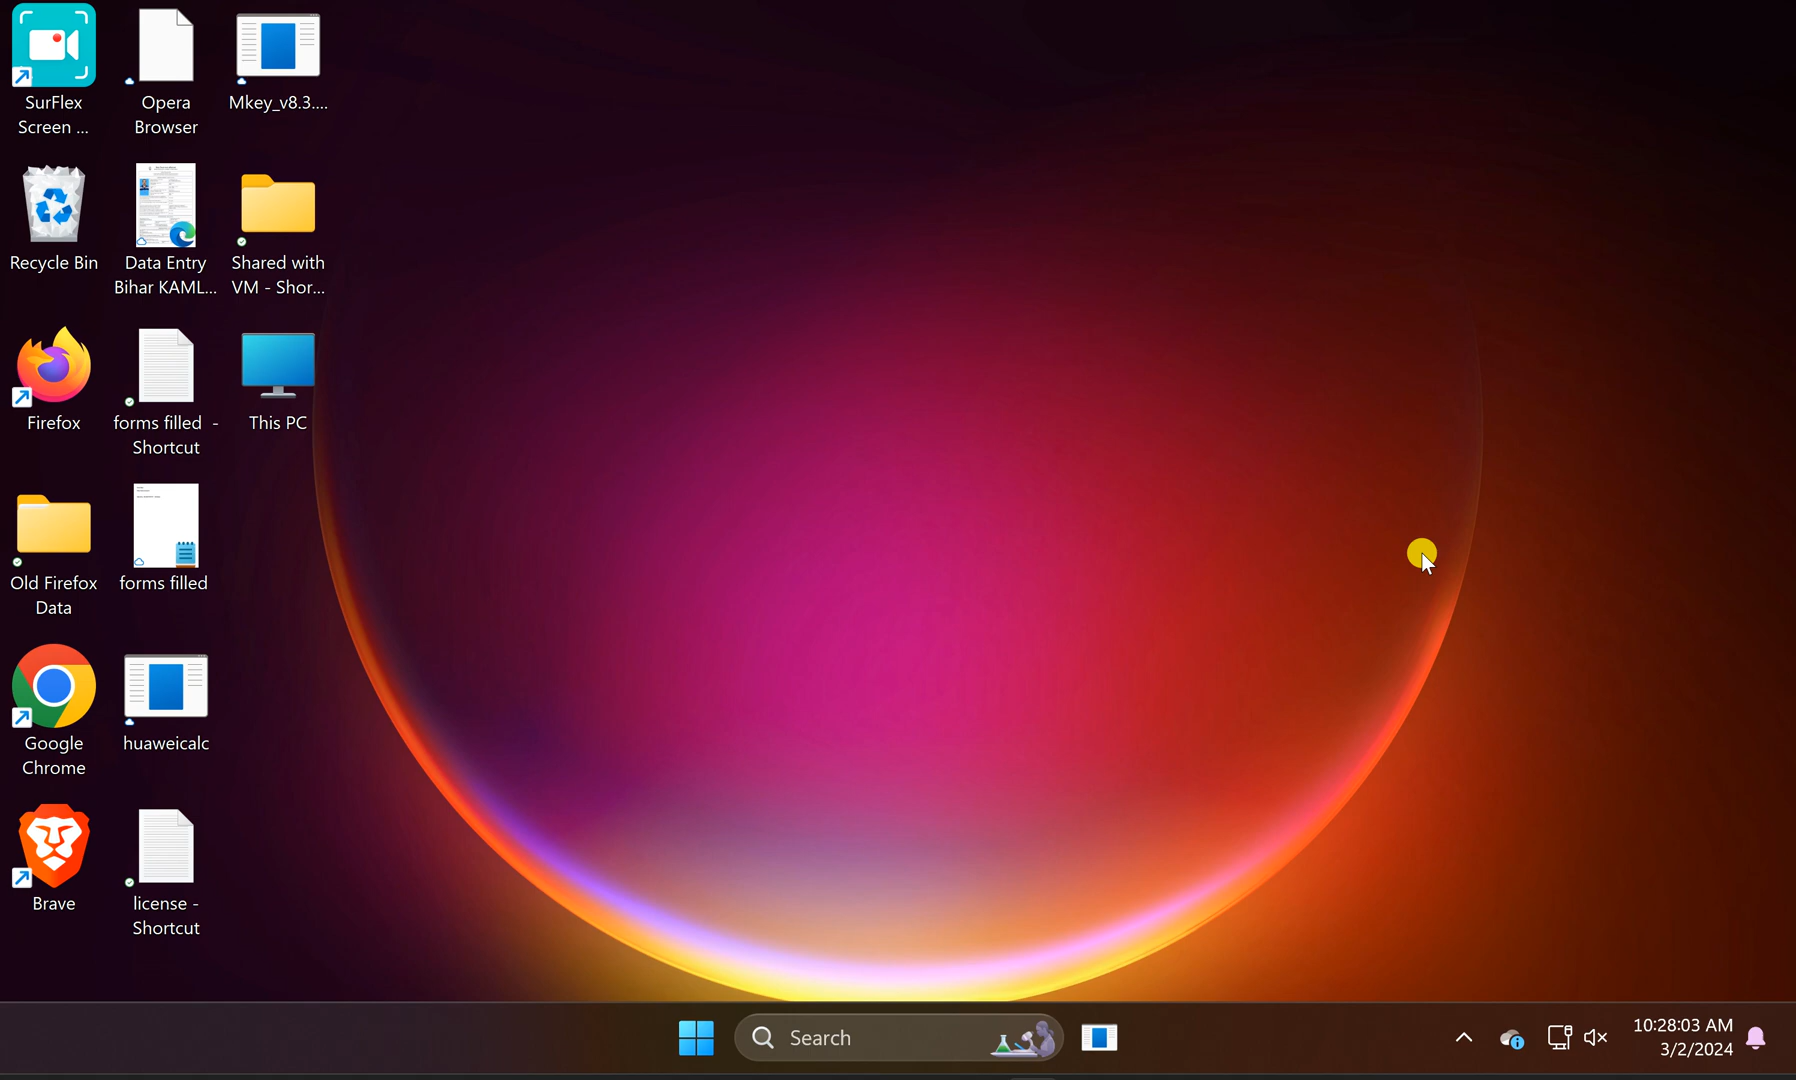 SurFlex
Screen ...
Opera
Browser
Mkey_v8.3....
Recycle Bin
Data Entry
Bihar KAML...
Shared with
VM - Shor...
Firefox
forms filled -
Shortcut
This PC
Old Firefox
Data
forms filled
Google
Chrome
huaweicalc
Brave
license -
Shortcut
Search
10:28:03 AM
3/2/2024